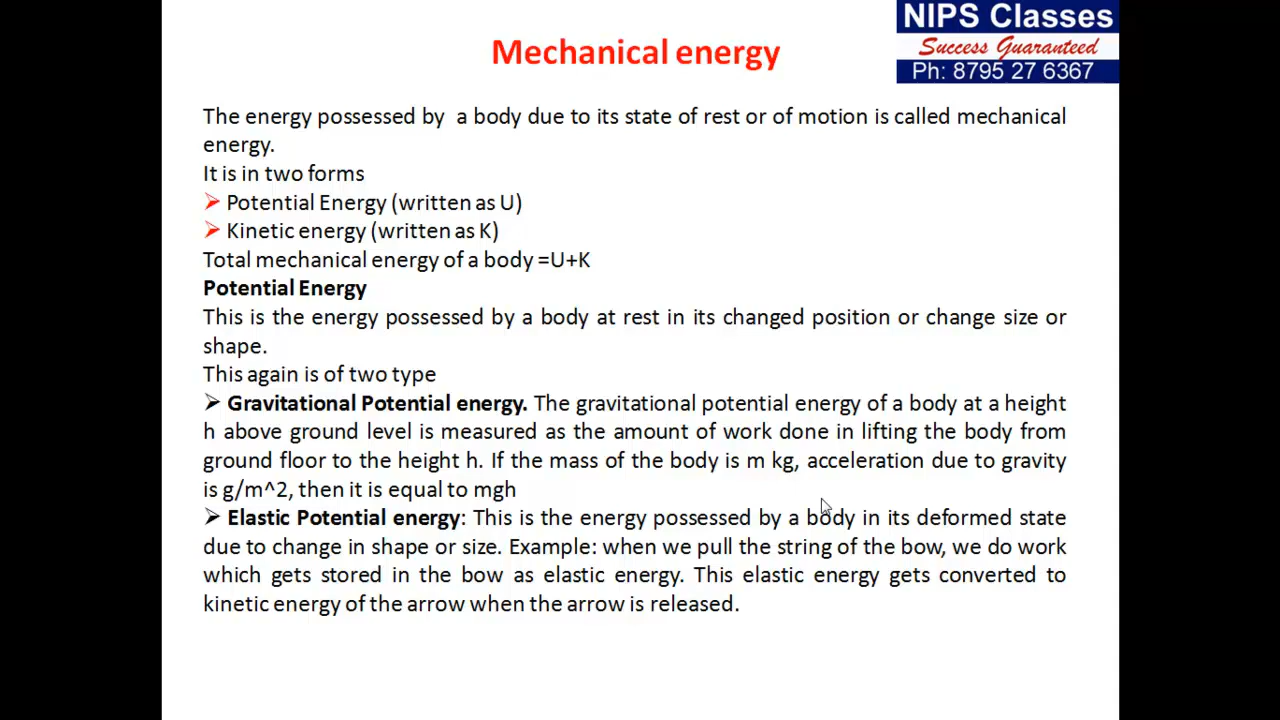 NIPS Classes
Success Guaranteed
Ph: 8795 27 6367
Mechanical energy
The energy possessed by a body due to its state of rest or of motion is called mechanical
energy.
It is in two forms
➢ Potential Energy (written as U)
➢ Kinetic energy (written as K)
Total mechanical energy of a body =U+K
Potential Energy
This is the energy possessed by a body at rest in its changed position or change size or
shape.
This again is of two type
➢ Gravitational Potential energy. The gravitational potential energy of a body at a height
h above ground level is measured as the amount of work done in lifting the body from
ground floor to the height h. If the mass of the body is m kg, acceleration due to gravity
is g/m^2, then it is equal to mgh
➢ Elastic Potential energy: This is the energy possessed by a body in its deformed state
due to change in shape or size. Example: when we pull the string of the bow, we do work
which gets stored in the bow as elastic energy. This elastic energy gets converted to
kinetic energy of the arrow when the arrow is released.